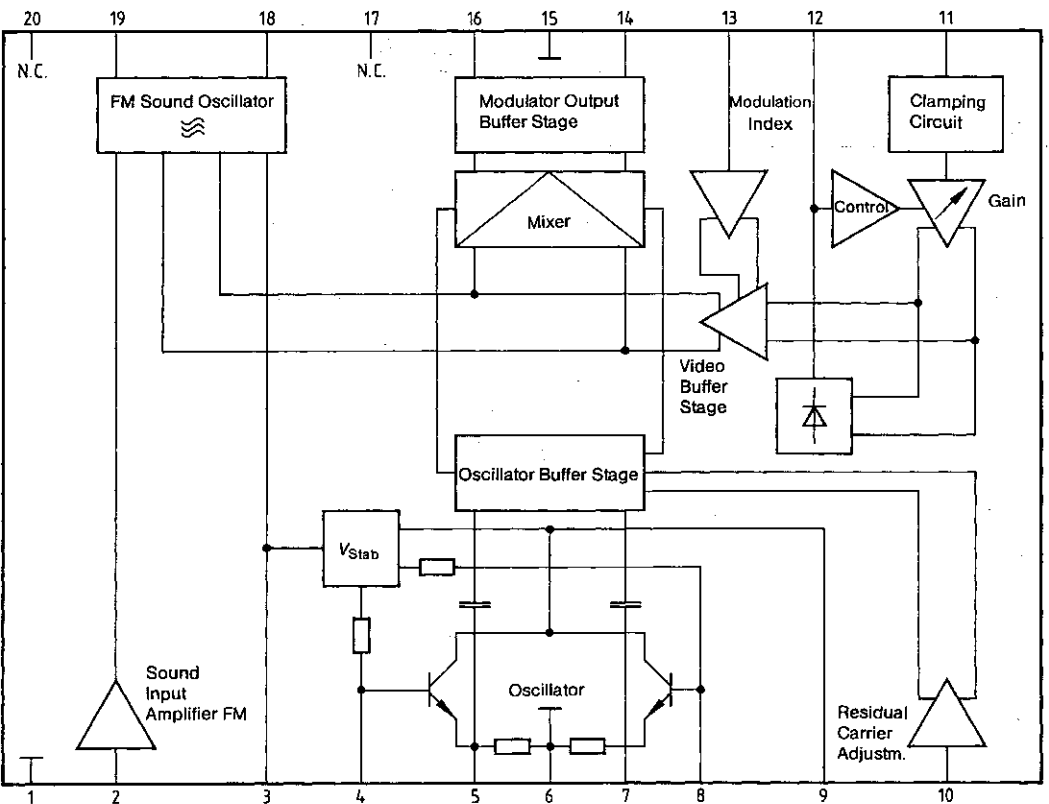 20 19 18 17 16 15 14 13 12 11
N.C.
N.C.
FM Sound Oscillator
Modulator Output
Buffer Stage
Modulation
Index
Clamping
Circuit
Mixer
Control
Gain
Video
Buffer
Stage
Oscillator Buffer Stage
VStab
Sound
Input
Amplifier FM
Oscillator
Residual
Carrier
Adjustm.
1 2 3 4 5 6 7 8 9 10